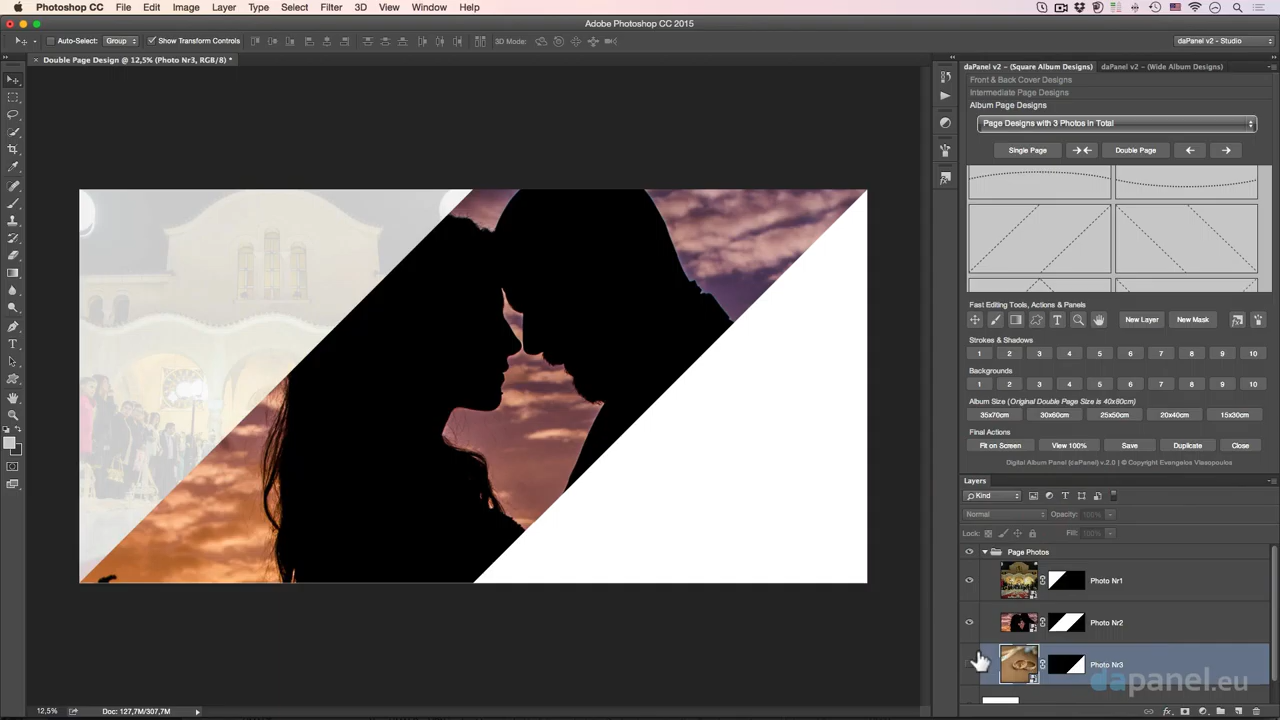 Photoshop CC File Edit Image Layer Type Select Filter 3D View Window Help
Adobe Photoshop CC 2015
Auto-Select: Group Show Transform Controls 3D Mode: daPanel v2 - Studio
× Double Page Design @ 12,5% (Photo Nr3, RGB/8) *
daPanel v2 - (Square Album Designs) daPanel v2 - (Wide Album Designs)
Front & Back Cover Designs
Intermediate Page Designs
Album Page Designs
Page Designs with 3 Photos in Total
Single Page Double Page
Fast Editing Tools, Actions & Panels
New Layer New Mask
Strokes & Shadows
1 2 3 4 5 6 7 8 9 10
Backgrounds
1 2 3 4 5 6 7 8 9 10
Album Size (Original Double Page Size is 40x80cm)
35x70cm 30x60cm 25x50cm 20x40cm 15x30cm
Final Actions
Fit on Screen View 100% Save Duplicate Close
Digital Album Panel (daPanel) v.2.0 | © Copyright Evangelos Vlasopoulos
Layers
Kind
Normal Opacity: 100%
Lock: Fill: 100%
Page Photos
Photo Nr1
Photo Nr2
Photo Nr3
dapanel.eu
12,5% Doc: 127,7M/307,7M